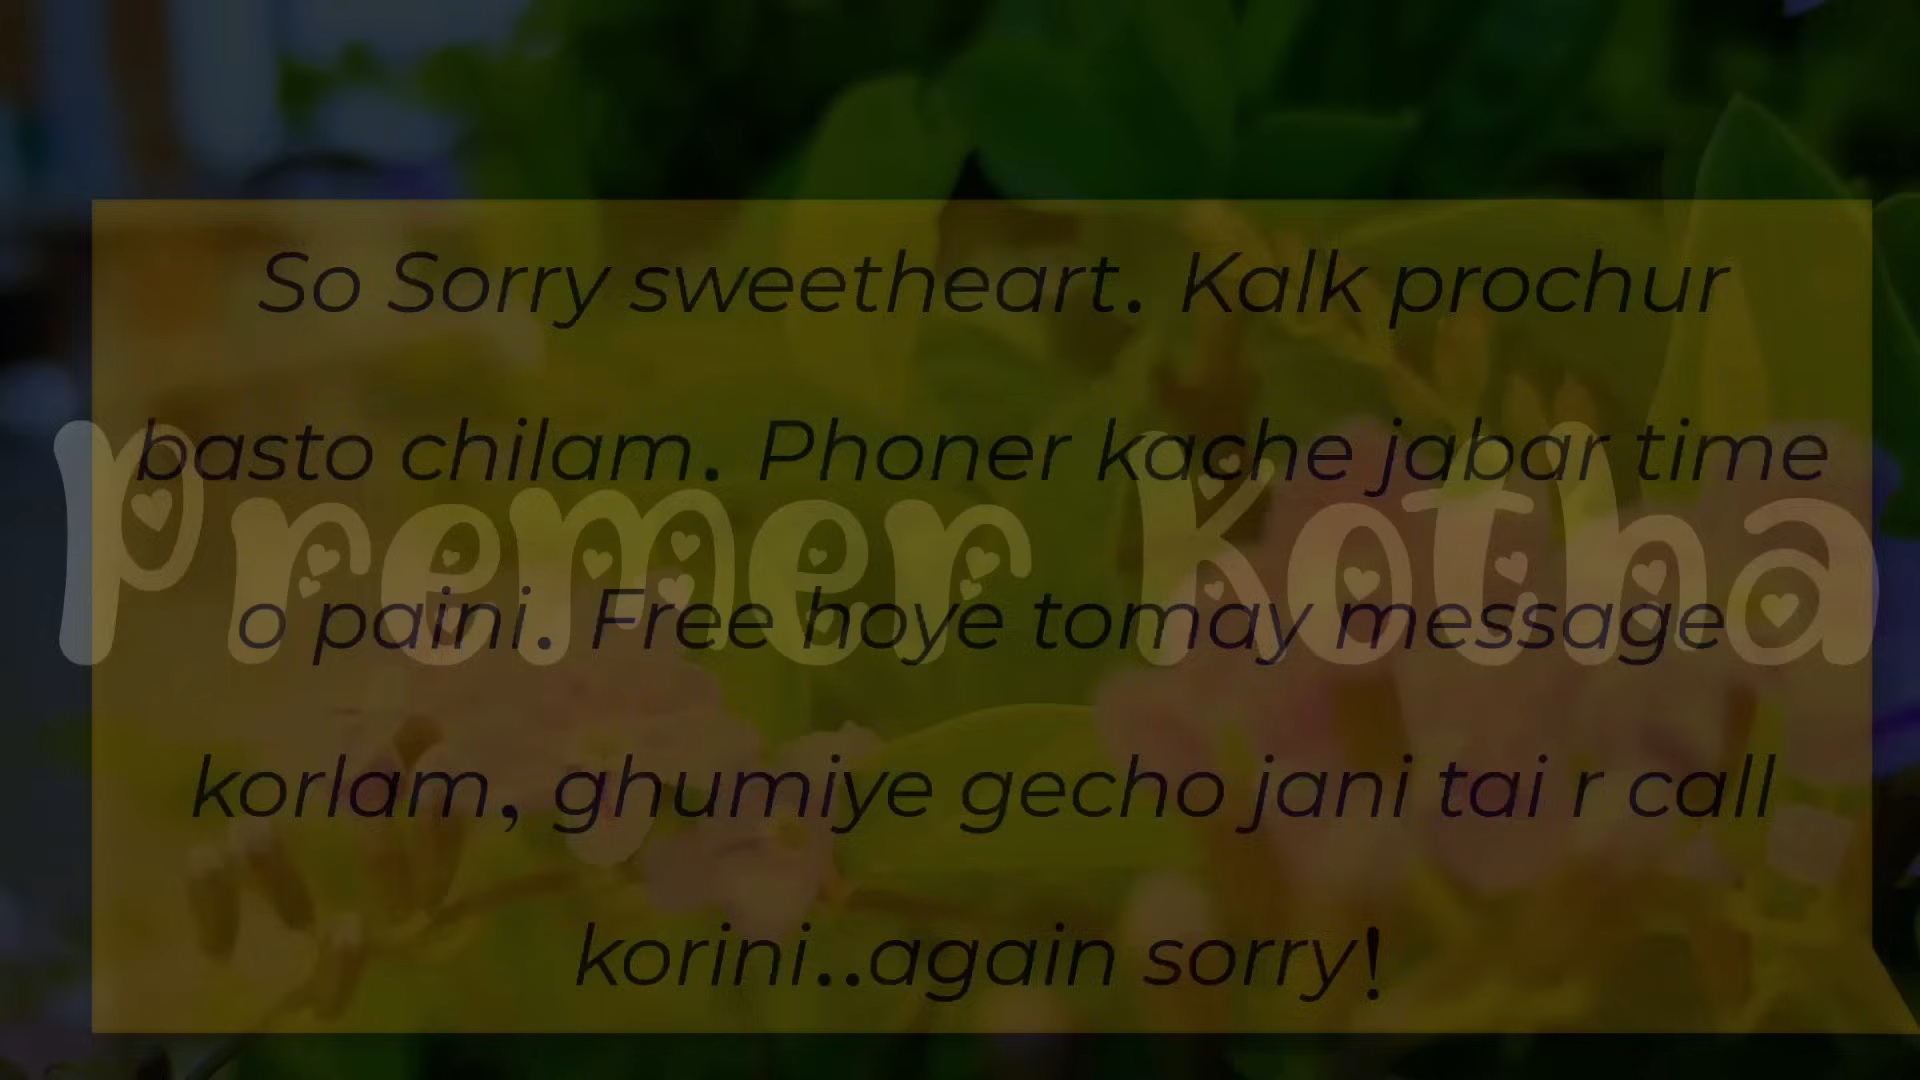 So Sorry sweetheart. Kalk prochur
basto chilam. Phoner kache jabar time
Premer Kotha
o paini. Free hoye tomay message
korlam, ghumiye gecho jani tai r call
korini..again sorry!